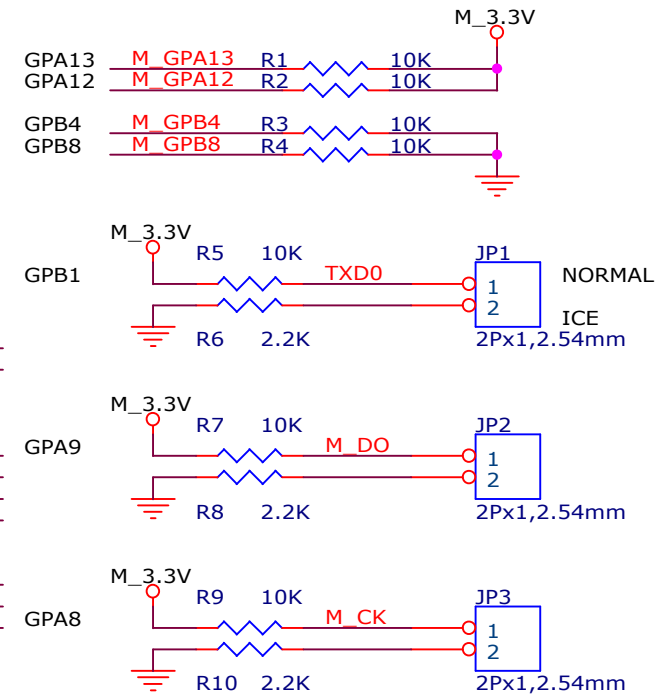 M_3.3V
GPA13 M_GPA13 R1 10K
GPA12 M_GPA12 R2 10K
GPB4 M_GPB4 R3 10K
GPB8 M_GPB8 R4 10K
M_3.3V
R5 10K JP1
GPB1 TXD0 1 NORMAL
2 ICE
R6 2.2K 2Px1,2.54mm
M_3.3V
R7 10K JP2
GPA9 M_DO 1
2
R8 2.2K 2Px1,2.54mm
M_3.3V
R9 10K JP3
GPA8 M_CK 1
2
R10 2.2K 2Px1,2.54mm